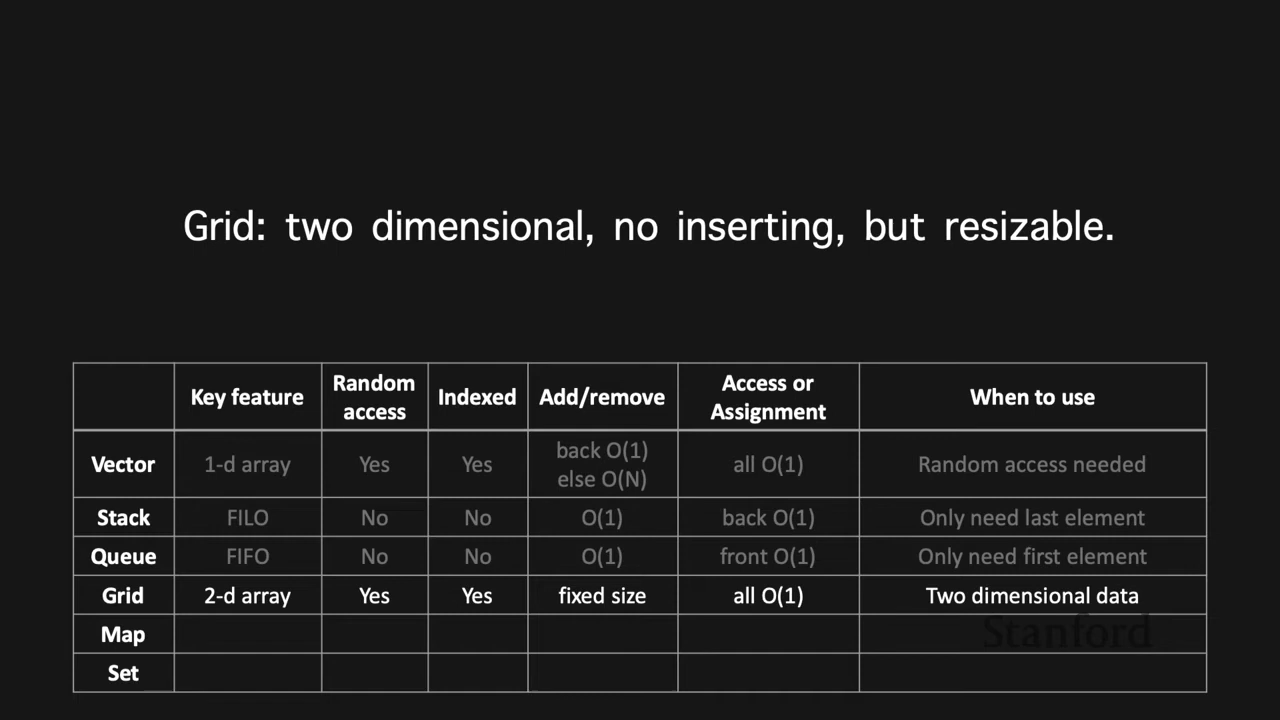 Grid: two dimensional, no inserting, but resizable.
Key feature Random access Indexed Add/remove Access or Assignment When to use
Vector 1-d array Yes Yes back O(1) else O(N) all O(1) Random access needed
Stack FILO No No O(1) back O(1) Only need last element
Queue FIFO No No O(1) front O(1) Only need first element
Grid 2-d array Yes Yes fixed size all O(1) Two dimensional data
Map
Stanford
Set